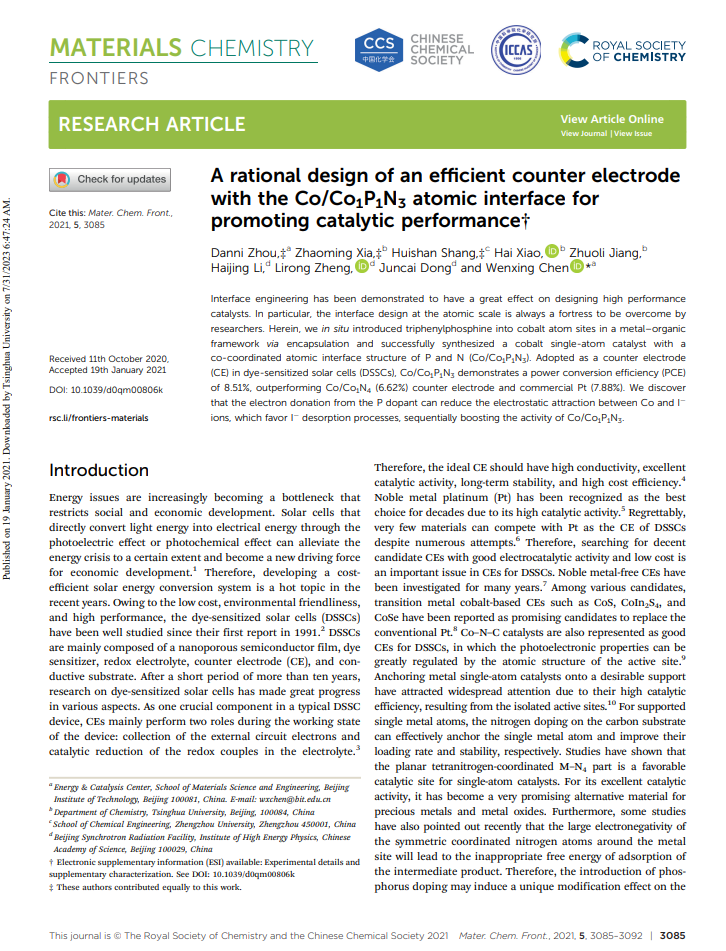 MATERIALS CHEMISTRY
FRONTIERS
CCS
中国化学会
CHINESE
CHEMICAL
SOCIETY
ICCAS
ROYAL SOCIETY
OF CHEMISTRY
RESEARCH ARTICLE
View Article Online
View Journal | View Issue
Check for updates
Cite this: Mater. Chem. Front.,
2021, 5, 3085
A rational design of an efficient counter electrode
with the Co/Co₁P₁N₃ atomic interface for
promoting catalytic performance†
Danni Zhou,‡ᵃ Zhaoming Xia,‡ᵇ Huishan Shang,‡ᶜ Hai Xiao, iD ᵇ Zhuoli Jiang,ᵇ
Haijing Li,ᵈ Lirong Zheng, iD ᵈ Juncai Dongᵈ and Wenxing Chen iD *ᵃ
Interface engineering has been demonstrated to have a great effect on designing high performance
catalysts. In particular, the interface design at the atomic scale is always a fortress to be overcome by
researchers. Herein, we in situ introduced triphenylphosphine into cobalt atom sites in a metal–organic
framework via encapsulation and successfully synthesized a cobalt single-atom catalyst with a
co-coordinated atomic interface structure of P and N (Co/Co₁P₁N₃). Adopted as a counter electrode
(CE) in dye-sensitized solar cells (DSSCs), Co/Co₁P₁N₃ demonstrates a power conversion efficiency (PCE)
of 8.51%, outperforming Co/Co₁N₄ (6.62%) counter electrode and commercial Pt (7.88%). We discover
that the electron donation from the P dopant can reduce the electrostatic attraction between Co and I⁻
ions, which favor I⁻ desorption processes, sequentially boosting the activity of Co/Co₁P₁N₃.
Received 11th October 2020,
Accepted 19th January 2021
DOI: 10.1039/d0qm00806k
rsc.li/frontiers-materials
Introduction
Energy issues are increasingly becoming a bottleneck that
restricts social and economic development. Solar cells that
directly convert light energy into electrical energy through the
photoelectric effect or photochemical effect can alleviate the
energy crisis to a certain extent and become a new driving force
for economic development.¹ Therefore, developing a cost-
efficient solar energy conversion system is a hot topic in the
recent years. Owing to the low cost, environmental friendliness,
and high performance, the dye-sensitized solar cells (DSSCs)
have been well studied since their first report in 1991.² DSSCs
are mainly composed of a nanoporous semiconductor film, dye
sensitizer, redox electrolyte, counter electrode (CE), and con-
ductive substrate. After a short period of more than ten years,
research on dye-sensitized solar cells has made great progress
in various aspects. As one crucial component in a typical DSSC
device, CEs mainly perform two roles during the working state
of the device: collection of the external circuit electrons and
catalytic reduction of the redox couples in the electrolyte.³
Therefore, the ideal CE should have high conductivity, excellent
catalytic activity, long-term stability, and high cost efficiency.⁴
Noble metal platinum (Pt) has been recognized as the best
choice for decades due to its high catalytic activity.⁵ Regrettably,
very few materials can compete with Pt as the CE of DSSCs
despite numerous attempts.⁶ Therefore, searching for decent
candidate CEs with good electrocatalytic activity and low cost is
an important issue in CEs for DSSCs. Noble metal-free CEs have
been investigated for many years.⁷ Among various candidates,
transition metal cobalt-based CEs such as CoS, CoIn₂S₄, and
CoSe have been reported as promising candidates to replace the
conventional Pt.⁸ Co–N–C catalysts are also represented as good
CEs for DSSCs, in which the photoelectronic properties can be
greatly regulated by the atomic structure of the active site.⁹
Anchoring metal single-atom catalysts onto a desirable support
have attracted widespread attention due to their high catalytic
efficiency, resulting from the isolated active sites.¹⁰ For supported
single metal atoms, the nitrogen doping on the carbon substrate
can effectively anchor the single metal atom and improve their
loading rate and stability, respectively. Studies have shown that
the planar tetranitrogen-coordinated M–N₄ part is a favorable
catalytic site for single-atom catalysts. For its excellent catalytic
activity, it has become a very promising alternative material for
precious metals and metal oxides. Furthermore, some studies
have also pointed out recently that the large electronegativity of
the symmetric coordinated nitrogen atoms around the metal
site will lead to the inappropriate free energy of adsorption of
the intermediate product. Therefore, the introduction of phos-
phorus doping may induce a unique modification effect on the
ᵃ Energy & Catalysis Center, School of Materials Science and Engineering, Beijing
Institute of Technology, Beijing 100081, China. E-mail: wxchen@bit.edu.cn
ᵇ Department of Chemistry, Tsinghua University, Beijing, 100084, China
ᶜ School of Chemical Engineering, Zhengzhou University, Zhengzhou 450001, China
ᵈ Beijing Synchrotron Radiation Facility, Institute of High Energy Physics, Chinese
Academy of Science, Beijing 100029, China
† Electronic supplementary information (ESI) available: Experimental details and
supplementary characterization. See DOI: 10.1039/d0qm00806k
‡ These authors contributed equally to this work.
This journal is © The Royal Society of Chemistry and the Chinese Chemical Society 2021
Mater. Chem. Front., 2021, 5, 3085–3092 | 3085
Published on 19 January 2021. Downloaded by Tsinghua University on 7/31/2023 6:47:24 AM.